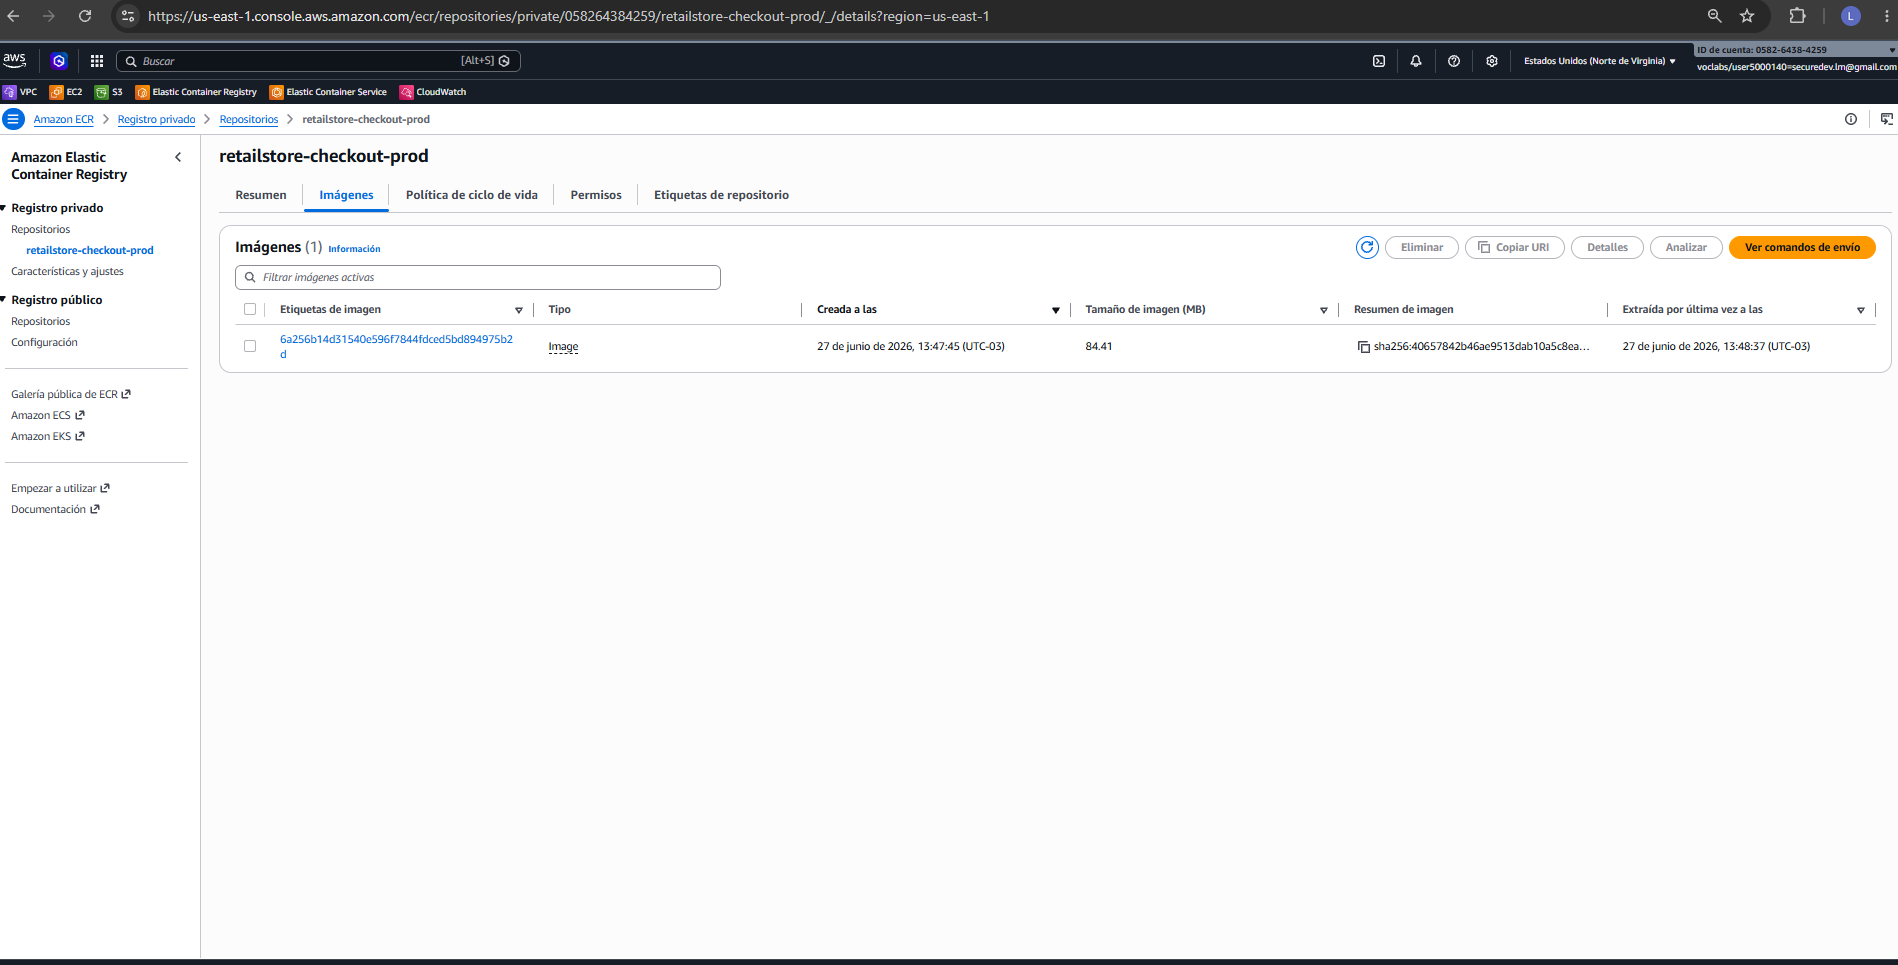 https://us-east-1.console.aws.amazon.com/ecr/repositories/private/058264384259/retailstore-checkout-prod/_/details?region=us-east-1
L
aws
Buscar
[Alt+S]
Estados Unidos (Norte de Virginia)
ID de cuenta: 0582-6438-4259
voclabs/user5000140=securedev.lm@gmail.com
VPC
EC2
S3
Elastic Container Registry
Elastic Container Service
CloudWatch
Amazon ECR
Registro privado
Repositorios
retailstore-checkout-prod
Amazon Elastic
Container Registry
Registro privado
Repositorios
retailstore-checkout-prod
Características y ajustes
Registro público
Repositorios
Configuración
Galería pública de ECR
Amazon ECS
Amazon EKS
Empezar a utilizar
Documentación
retailstore-checkout-prod
Resumen
Imágenes
Política de ciclo de vida
Permisos
Etiquetas de repositorio
Imágenes (1) Información
Eliminar
Copiar URI
Detalles
Analizar
Ver comandos de envío
Filtrar imágenes activas
Etiquetas de imagen
Tipo
Creada a las
Tamaño de imagen (MB)
Resumen de imagen
Extraída por última vez a las
6a256b14d31540e596f7844fdced5bd894975b2
d
Image
27 de junio de 2026, 13:47:45 (UTC-03)
84.41
sha256:40657842b46ae9513dab10a5c8ea...
27 de junio de 2026, 13:48:37 (UTC-03)